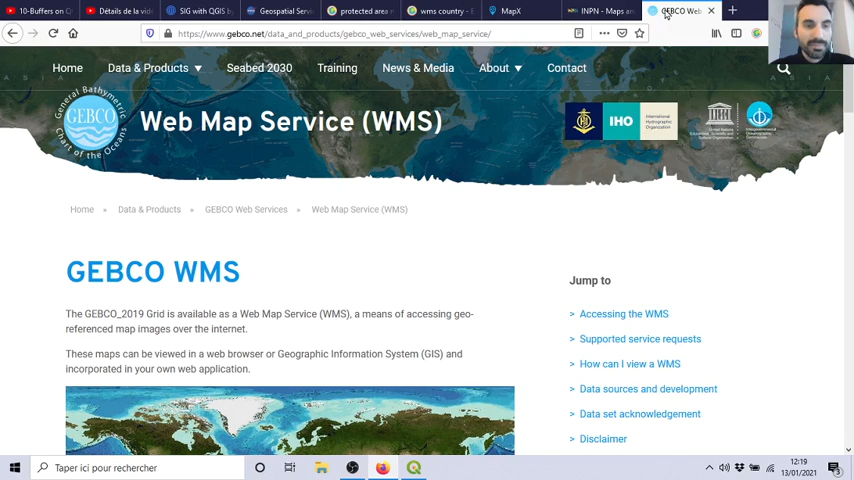 10-Buffers on Q
Détails de la vid
SIG with QGIS b
Geospatial Servi
protected area n
wms country - E
MapX
INPN - Maps an
GEBCO Web
https://www.gebco.net/data_and_products/gebco_web_services/web_map_service/
Home
Data & Products
Seabed 2030
Training
News & Media
About
Contact
General Bathymetric
GEBCO
Chart of the Oceans
Web Map Service (WMS)
IHO
International
Hydrographic
Organization
Home » Data & Products » GEBCO Web Services » Web Map Service (WMS)
GEBCO WMS
The GEBCO_2019 Grid is available as a Web Map Service (WMS), a means of accessing geo-
referenced map images over the internet.
These maps can be viewed in a web browser or Geographic Information System (GIS) and
incorporated in your own web application.
Jump to
> Accessing the WMS
> Supported service requests
> How can I view a WMS
> Data sources and development
> Data set acknowledgement
> Disclaimer
Taper ici pour rechercher
12:19
13/01/2021